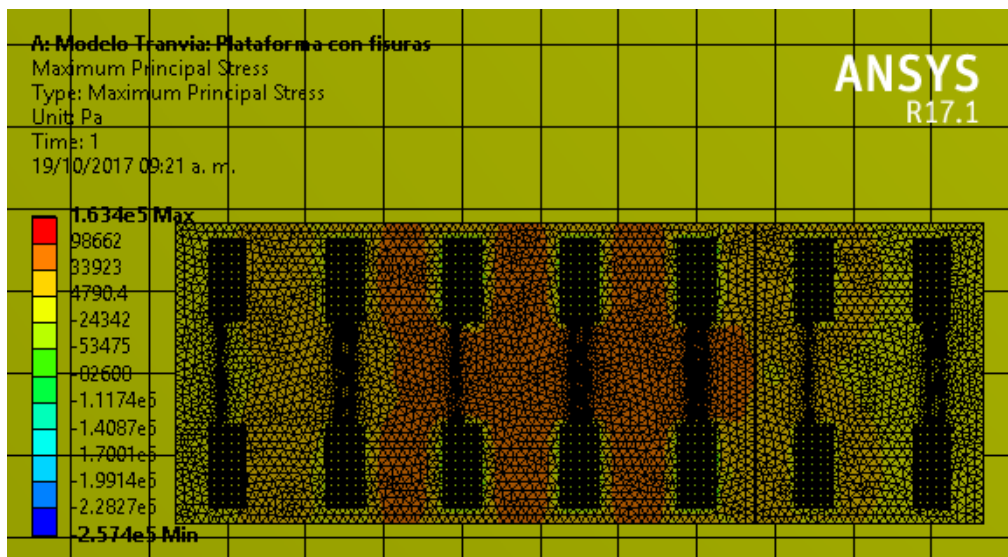 A: Modelo Tranvia: Plataforma con fisuras
Maximum Principal Stress
Type: Maximum Principal Stress
Unit: Pa
Time: 1
19/10/2017 09:21 a. m.
ANSYS
R17.1
1.634e5 Max
98662
33923
4790.4
-24342
-53475
-82608
-1.1174e5
-1.4087e5
-1.7001e5
-1.9914e5
-2.2827e5
-2.574e5 Min